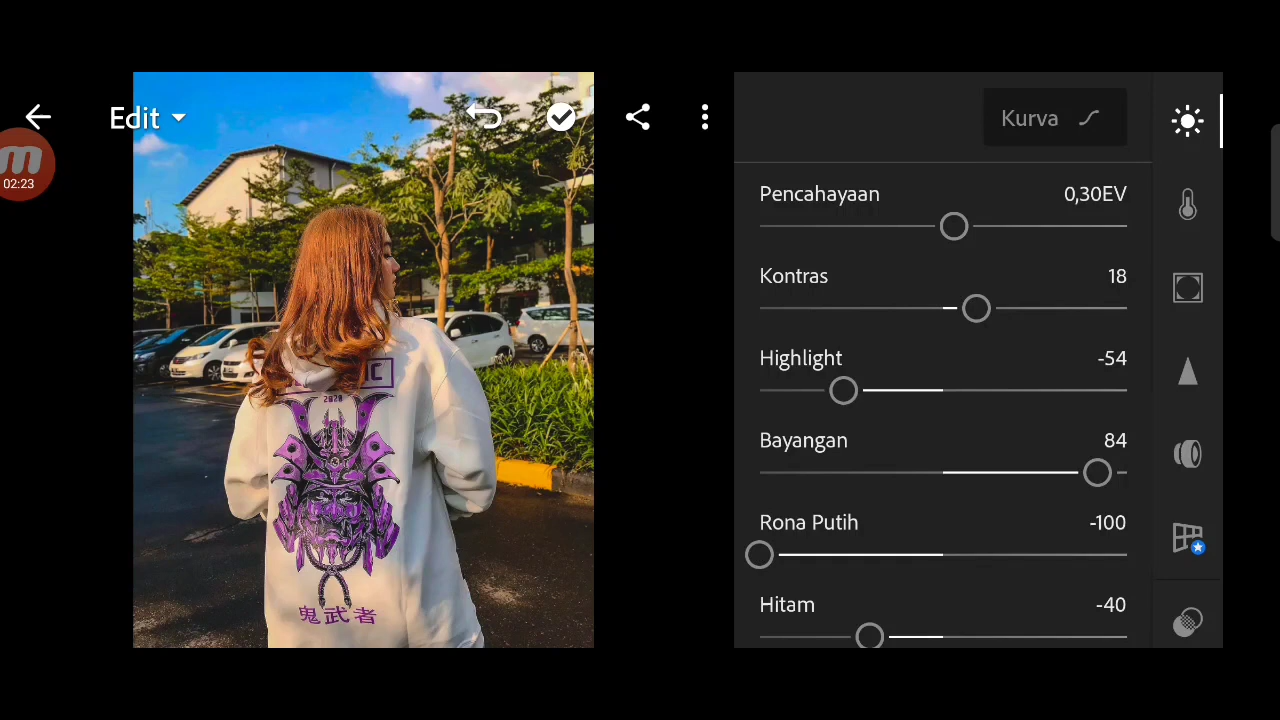 Edit
02:23
IC
2020
鬼武者
Kurva
Pencahayaan 0,30EV
Kontras 18
Highlight -54
Bayangan 84
Rona Putih -100
Hitam -40